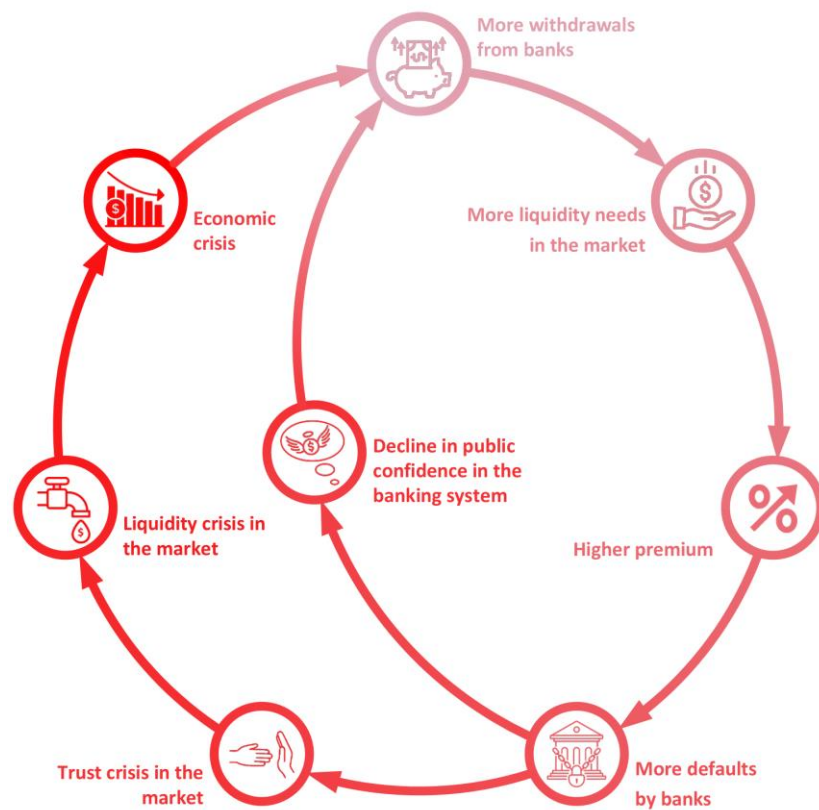 More withdrawals
from banks
More liquidity needs
in the market
Economic
crisis
Decline in public
confidence in the
banking system
Liquidity crisis in
the market
Higher premium
Trust crisis in the
market
More defaults
by banks